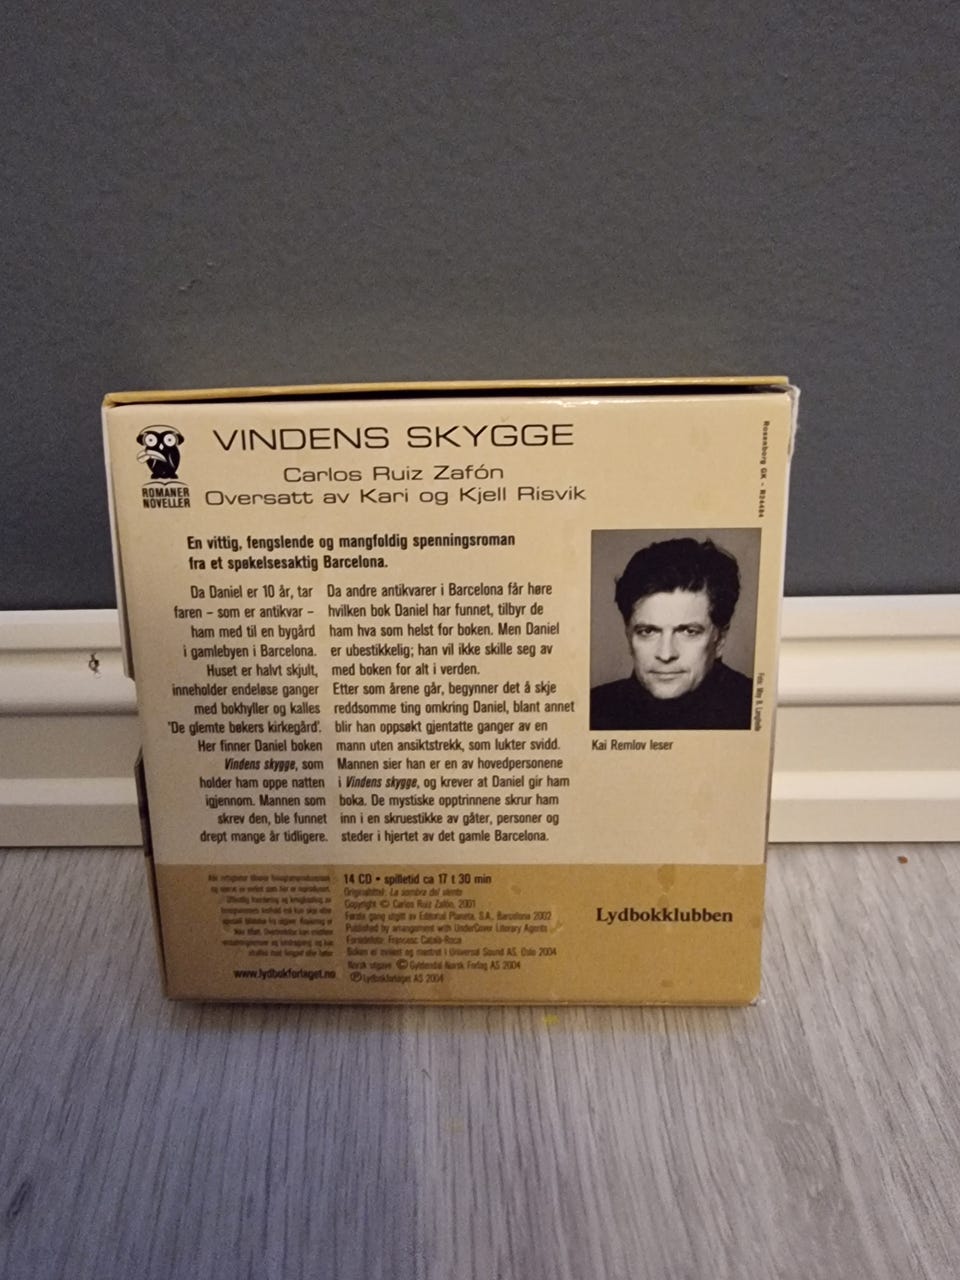 VINDENS SKYGGE
Carlos Ruiz Zafón
Oversatt av Kari og Kjell Risvik
ROMANER
NOVELLER
En vittig, fengslende og mangfoldig spenningsroman
fra et spøkelsesaktig Barcelona.
Da Daniel er 10 år, tar
faren – som er antikvar –
ham med til en bygård
i gamlebyen i Barcelona.
Huset er halvt skjult,
inneholder endeløse ganger
med bokhyller og kalles
'De glemte bøkers kirkegård'.
Her finner Daniel boken
Vindens skygge, som
holder ham oppe natten
igjennom. Mannen som
skrev den, ble funnet
drept mange år tidligere.
Da andre antikvarer i Barcelona får høre
hvilken bok Daniel har funnet, tilbyr de
ham hva som helst for boken. Men Daniel
er ubestikkelig; han vil ikke skille seg av
med boken for alt i verden.
Etter som årene går, begynner det å skje
reddsomme ting omkring Daniel, blant annet
blir han oppsøkt gjentatte ganger av en
mann uten ansiktstrekk, som lukter svidd.
Mannen sier han er en av hovedpersonene
i Vindens skygge, og krever at Daniel gir ham
boka. De mystiske opptrinnene skrur ham
inn i en skruestikke av gåter, personer og
steder i hjertet av det gamle Barcelona.
Kai Remlov leser
Rosenborg GK - R24484
14 CD • spilletid ca 17 t 30 min
Originaltittel: La sombra del viento
Copyright © Carlos Ruiz Zafón, 2001
Første gang utgitt av Editorial Planeta, S.A., Barcelona 2002
Published by arrangement with UnderCover Literary Agents
Forsidefoto: Francesc Català-Roca
Boken er innlest og mastret i Universal Sound AS, Oslo 2004
Norsk utgave © Gyldendal Norsk Forlag AS 2004
℗ Lydbokforlaget AS 2004
www.lydbokforlaget.no
Lydbokklubben